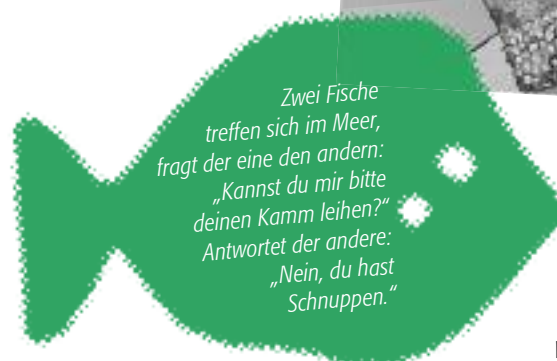 Zwei Fische
treffen sich im Meer,
fragt der eine den andern:
„Kannst du mir bitte
deinen Kamm leihen?“
Antwortet der andere:
„Nein, du hast
Schnuppen.“